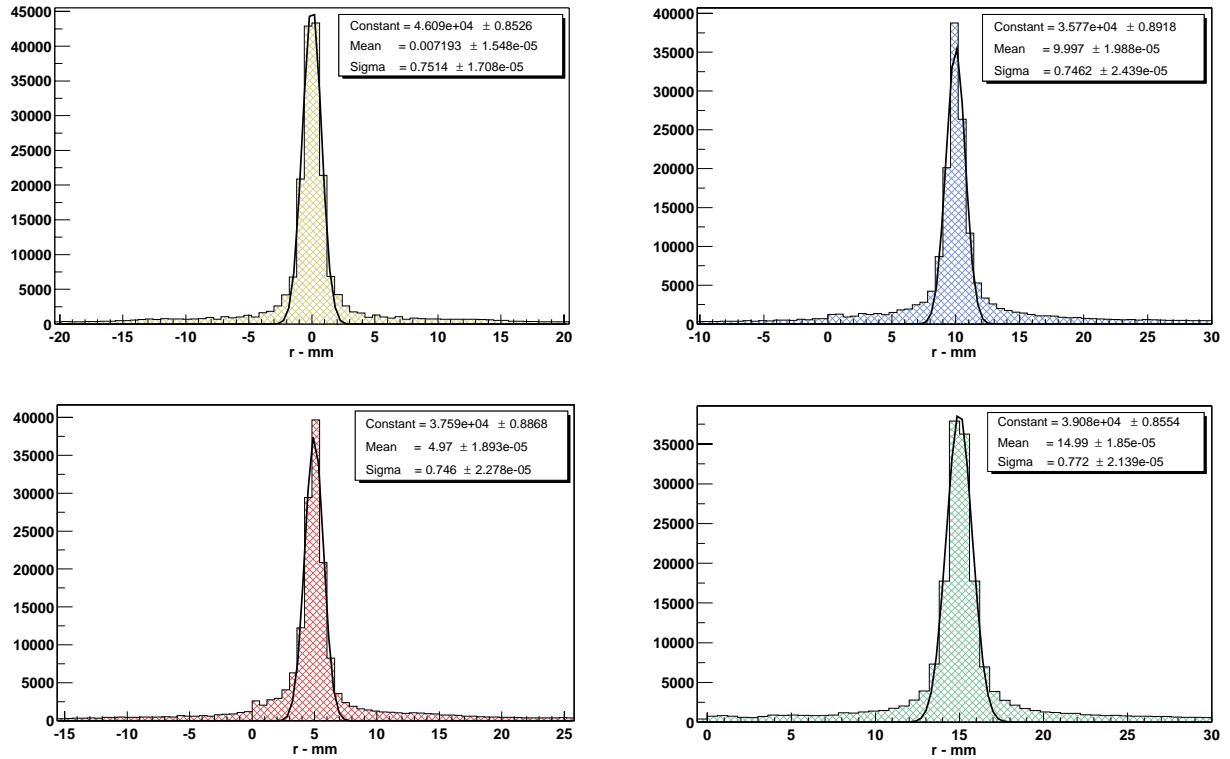 Constant = 4.609e+04 ± 0.8526
Mean = 0.007193 ± 1.548e-05
Sigma = 0.7514 ± 1.708e-05
45000
40000
35000
30000
25000
20000
15000
10000
5000
0
-20 -15 -10 -5 0 5 10 15 20
r - mm
Constant = 3.577e+04 ± 0.8918
Mean = 9.997 ± 1.988e-05
Sigma = 0.7462 ± 2.439e-05
40000
35000
30000
25000
20000
15000
10000
5000
0
-10 -5 0 5 10 15 20 25 30
r - mm
Constant = 3.759e+04 ± 0.8868
Mean = 4.97 ± 1.893e-05
Sigma = 0.746 ± 2.278e-05
40000
35000
30000
25000
20000
15000
10000
5000
0
-15 -10 -5 0 5 10 15 20 25
r - mm
Constant = 3.908e+04 ± 0.8554
Mean = 14.99 ± 1.85e-05
Sigma = 0.772 ± 2.139e-05
35000
30000
25000
20000
15000
10000
5000
0
0 5 10 15 20 25 30
r - mm